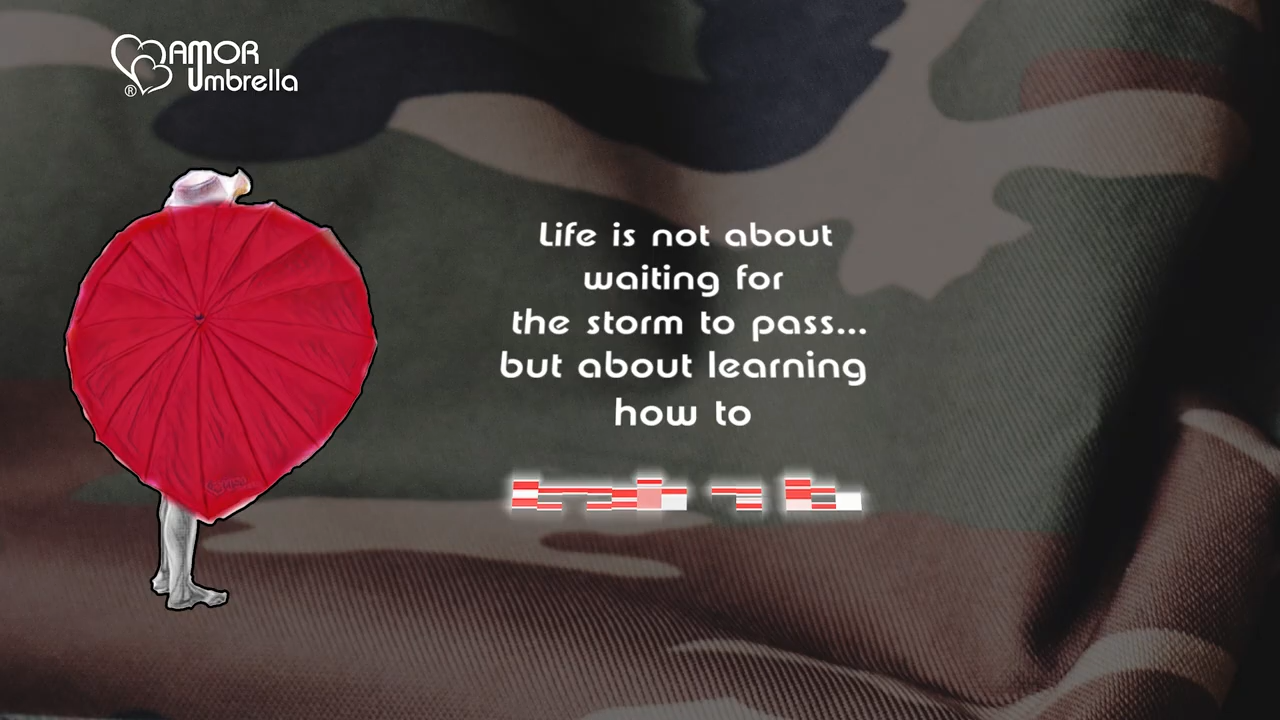 AMOR
Umbrella
®
Life is not about
waiting for
the storm to pass...
but about learning
how to